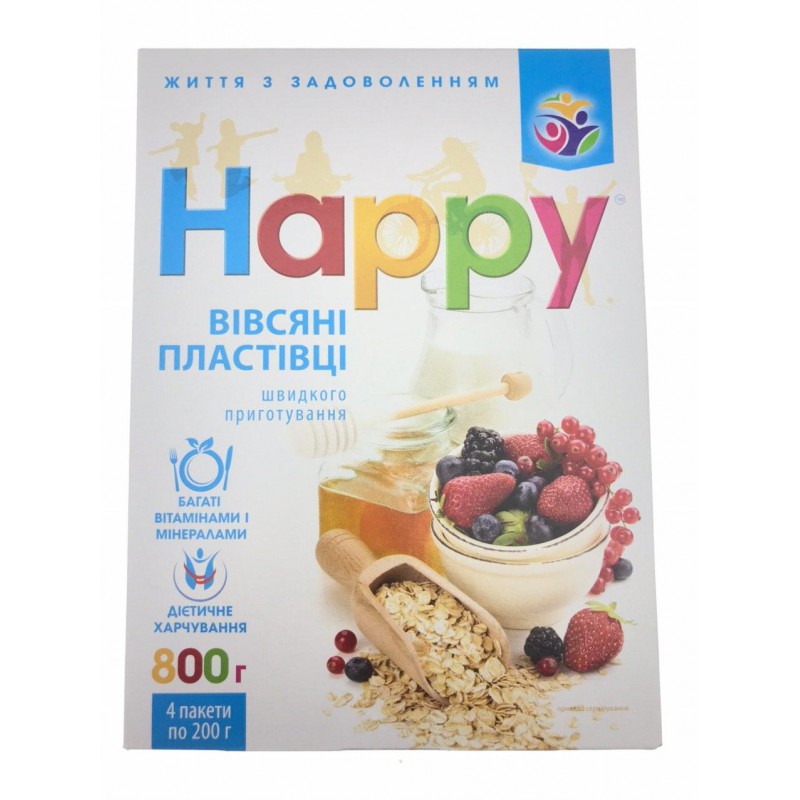 ЖИТТЯ З ЗАДОВОЛЕННЯМ
Happy
ВІВСЯНІ
ПЛАСТІВЦІ
швидкого
приготування
БАГАТІ
ВІТАМІНАМИ І
МІНЕРАЛАМИ
ДІЄТИЧНЕ
ХАРЧУВАННЯ
800 г
4 пакети
по 200 г